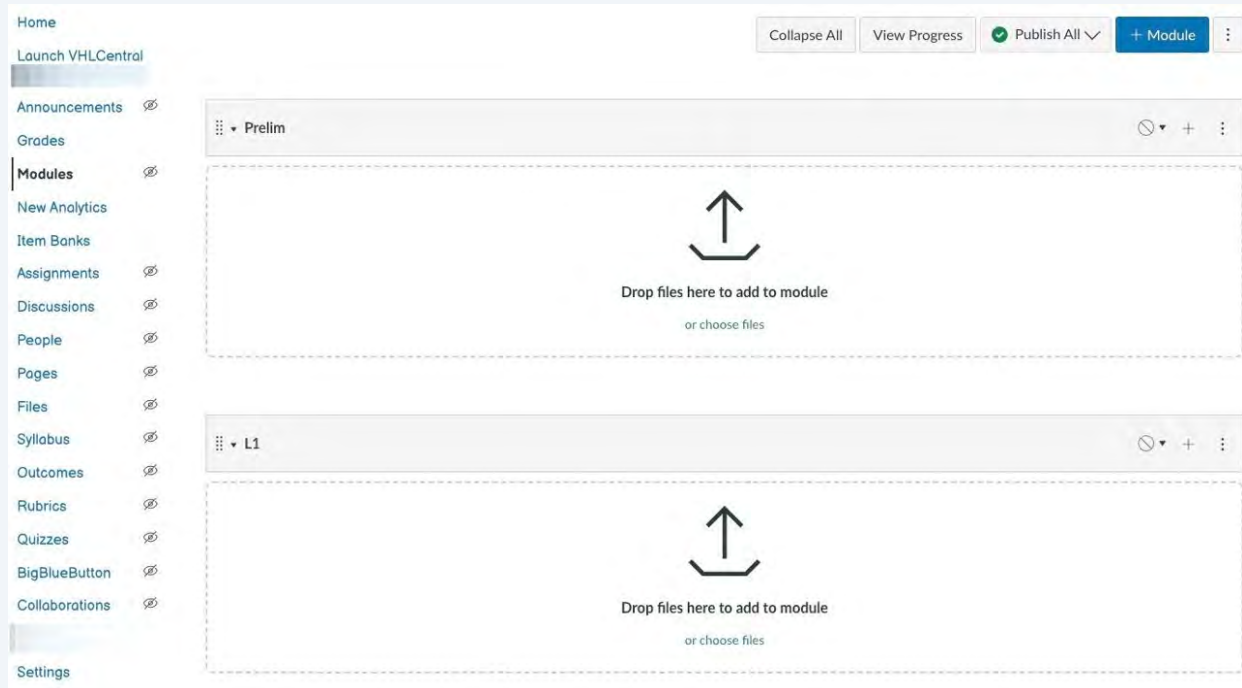 Home
Launch VHLCentral
Announcements
Grades
Modules
New Analytics
Item Banks
Assignments
Discussions
People
Pages
Files
Syllabus
Outcomes
Rubrics
Quizzes
BigBlueButton
Collaborations
Settings
Collapse All View Progress Publish All + Module
Prelim
Drop files here to add to module
or choose files
L1
Drop files here to add to module
or choose files